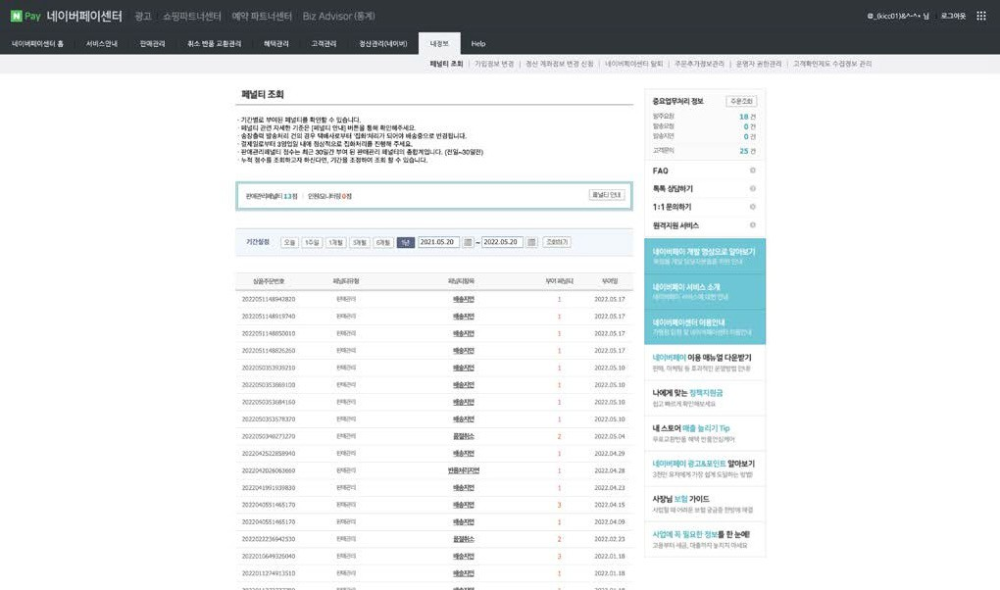 N Pay 네이버페이센터 광고 쇼핑파트너센터 예약 파트너센터 Biz Advisor (통계)
님 로그아웃
네이버페이센터 홈 서비스안내 판매관리 취소 반품 교환관리 혜택관리 고객관리 정산관리(네이버) 내정보 Help
패널티 조회 | 가입정보 변경 | 정산 계좌정보 변경 신청 | 네이버페이센터 탈퇴 | 주문추가정보관리 | 운영자 권한관리 | 고객확인제도 수집정보 관리
패널티 조회
· 기간별로 부여된 패널티를 확인할 수 있습니다.
· 패널티 관련 자세한 기준은 [패널티 안내] 버튼을 통해 확인해주세요.
· 송장출력 발송처리 건의 경우 택배사로부터 '집화'처리가 되어야 배송중으로 변경됩니다.
· 결제일로부터 3영업일 내에 정상적으로 집화처리를 진행해 주세요.
· 판매관리패널티 점수는 최근 30일간 부여 된 판매관리 패널티의 총합계입니다. (전일~30일전)
· 누적 점수를 조회하고자 하신다면, 기간을 조정하여 조회 할 수 있습니다.
판매관리패널티 13점 | 민원모니터링 0점 패널티 안내
기간설정 오늘 1주일 1개월 3개월 6개월 1년 2021.05.20 ~ 2022.05.20 조회하기
상품주문번호 패널티유형 패널티항목 부여 패널티 부여일
2022051148942820 판매관리 배송지연 1 2022.05.17
2022051148919740 판매관리 배송지연 1 2022.05.17
2022051148850010 판매관리 배송지연 1 2022.05.17
2022051148826260 판매관리 배송지연 1 2022.05.17
2022050353939210 판매관리 배송지연 1 2022.05.10
2022050353869100 판매관리 배송지연 1 2022.05.10
2022050353684160 판매관리 배송지연 1 2022.05.10
2022050353578370 판매관리 배송지연 1 2022.05.10
2022050340273270 판매관리 품절취소 2 2022.05.04
2022042522858940 판매관리 배송지연 1 2022.04.29
2022042026063660 판매관리 반품처리지연 1 2022.04.28
2022041991939830 판매관리 배송지연 1 2022.04.23
2022040551465170 판매관리 배송지연 3 2022.04.15
2022040551465170 판매관리 배송지연 1 2022.04.09
2022022236942530 판매관리 품절취소 2 2022.02.23
2022010649326040 판매관리 배송지연 3 2022.01.18
2022011274913510 판매관리 배송지연 1 2022.01.18
중요업무처리 정보 주문조회
발주요청 18 건
발송요청 0 건
발송지연 0 건
고객문의 25 건
FAQ
톡톡 상담하기
1:1 문의하기
원격지원 서비스
네이버페이 개발 영상으로 알아보기
네이버페이 서비스 소개
네이버페이 서비스에 대한 안내
네이버페이센터 이용안내
가맹점 입점 및 네이버페이센터 이용안내
네이버페이 이용 매뉴얼 다운받기
판매, 마케팅 등 효과적인 운영방법 안내!
나에게 맞는 정책지원금
쉽고 빠르게 확인해보세요
내 스토어 매출 늘리기 Tip
무료교환반품 혜택 반품안심케어
네이버페이 광고&포인트 알아보기
3천만 유저에게 가장 쉽게 도달하는 방법!
사장님 보험 가이드
사업할 때 어려운 보험 궁금증 한방에 해결
사업에 꼭 필요한 정보를 한 눈에!
고용부터 세금, 대출까지 놓치지 마세요